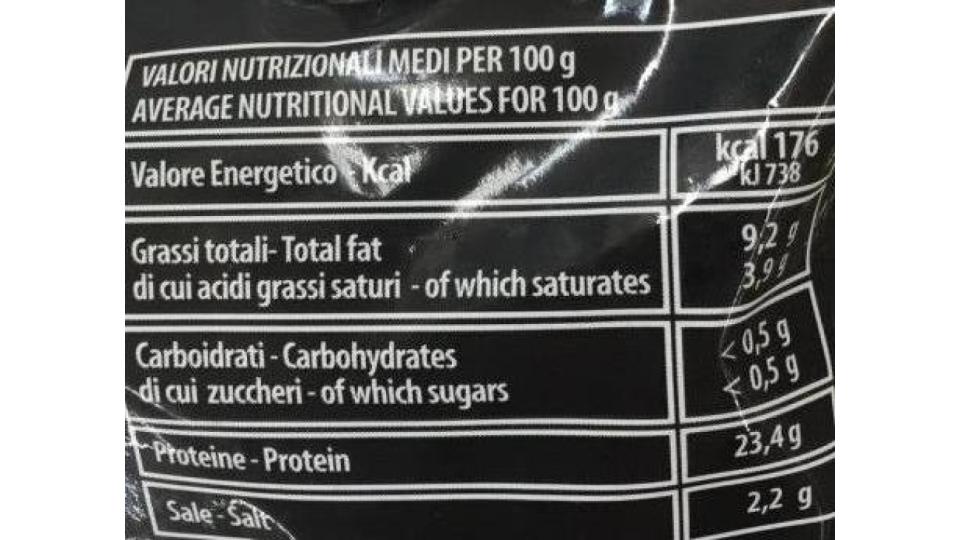 VALORI NUTRIZIONALI MEDI PER 100 g
AVERAGE NUTRITIONAL VALUES FOR 100 g
Valore Energetico - Kcal
kcal 176
kJ 738
Grassi totali- Total fat
9,2 g
di cui acidi grassi saturi - of which saturates
3,9 g
Carboidrati - Carbohydrates
< 0,5 g
di cui zuccheri - of which sugars
< 0,5 g
Proteine - Protein
23,4 g
Sale - Salt
2,2 g